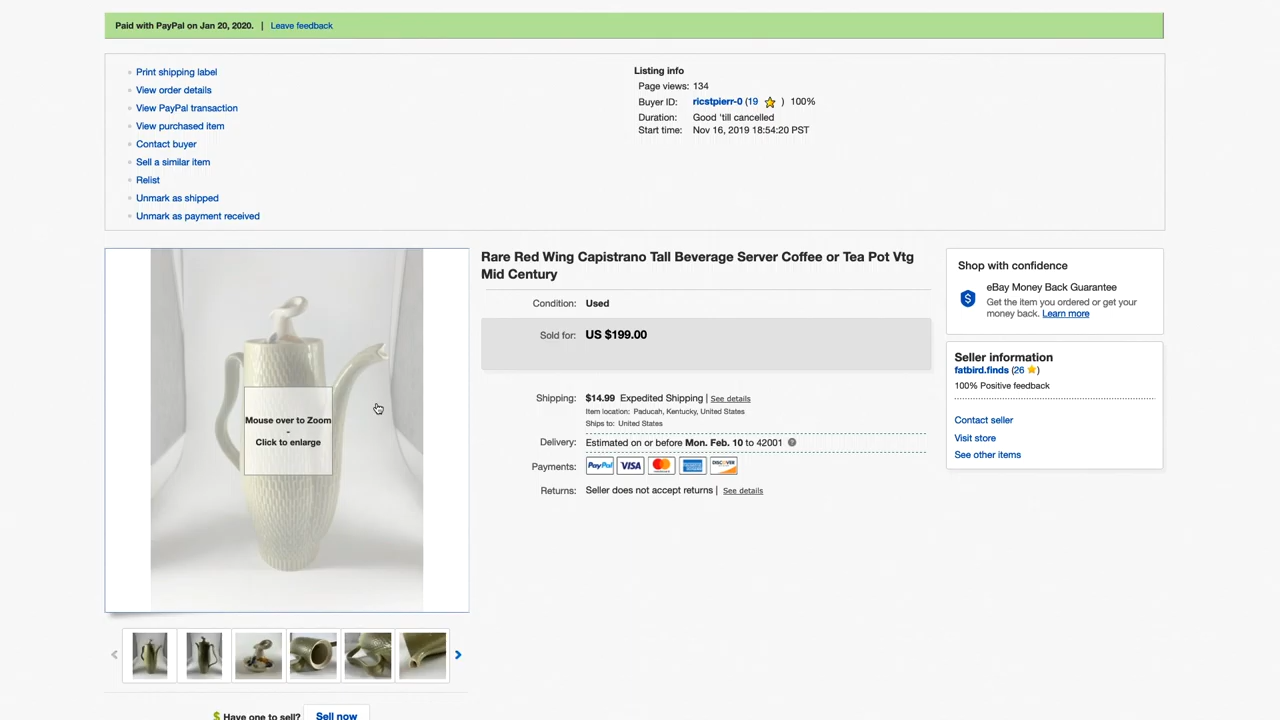 Paid with PayPal on Jan 20, 2020. | Leave feedback
Print shipping label
View order details
View PayPal transaction
View purchased item
Contact buyer
Sell a similar item
Relist
Unmark as shipped
Unmark as payment received
Listing info
Page views: 134
Buyer ID: ricstpierr-0 (19 ) 100%
Duration: Good 'till cancelled
Start time: Nov 16, 2019 18:54:20 PST
Mouse over to Zoom
-
Click to enlarge
Rare Red Wing Capistrano Tall Beverage Server Coffee or Tea Pot Vtg
Mid Century
Condition: Used
Sold for: US $199.00
Shipping: $14.99 Expedited Shipping | See details
Item location: Paducah, Kentucky, United States
Ships to: United States
Delivery: Estimated on or before Mon. Feb. 10 to 42001 ?
Payments: PayPal VISA MasterCard AMERICAN EXPRESS DISCOVER
Returns: Seller does not accept returns | See details
Shop with confidence
eBay Money Back Guarantee
Get the item you ordered or get your
money back. Learn more
Seller information
fatbird.finds (26 )
100% Positive feedback
Contact seller
Visit store
See other items
$ Have one to sell? Sell now